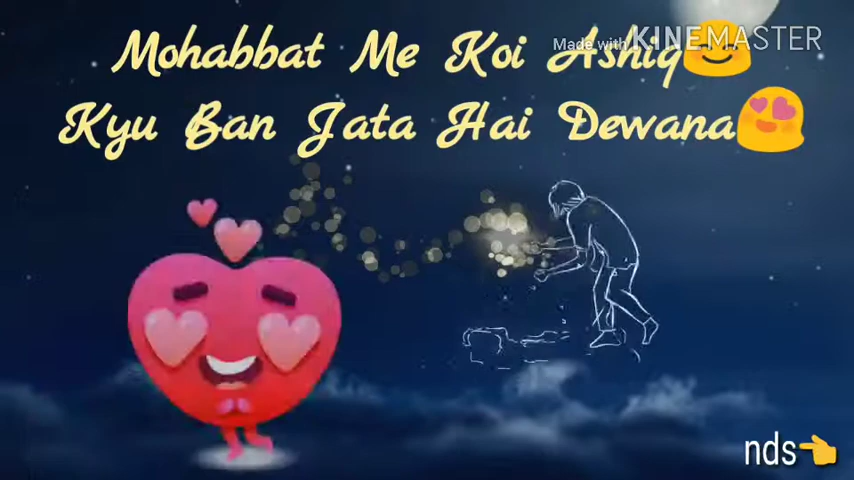 Mohabbat Me Koi Ashiq😊
Made with KINEMASTER
Kyu Ban Jata Hai Dewana😍
nds👈